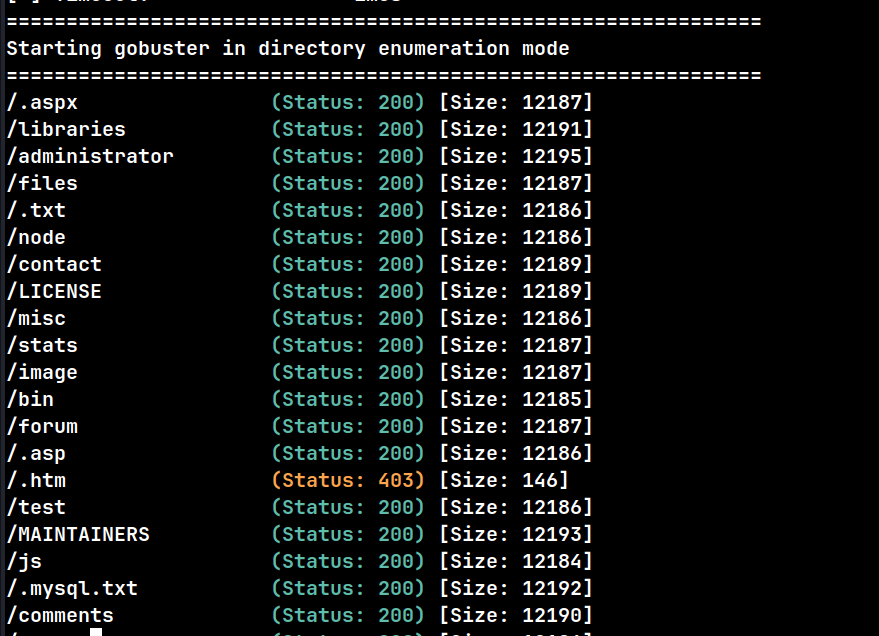 ===============================================================
Starting gobuster in directory enumeration mode
===============================================================
/.aspx (Status: 200) [Size: 12187]
/libraries (Status: 200) [Size: 12191]
/administrator (Status: 200) [Size: 12195]
/files (Status: 200) [Size: 12187]
/.txt (Status: 200) [Size: 12186]
/node (Status: 200) [Size: 12186]
/contact (Status: 200) [Size: 12189]
/LICENSE (Status: 200) [Size: 12189]
/misc (Status: 200) [Size: 12186]
/stats (Status: 200) [Size: 12187]
/image (Status: 200) [Size: 12187]
/bin (Status: 200) [Size: 12185]
/forum (Status: 200) [Size: 12187]
/.asp (Status: 200) [Size: 12186]
/.htm (Status: 403) [Size: 146]
/test (Status: 200) [Size: 12186]
/MAINTAINERS (Status: 200) [Size: 12193]
/js (Status: 200) [Size: 12184]
/.mysql.txt (Status: 200) [Size: 12192]
/comments (Status: 200) [Size: 12190]